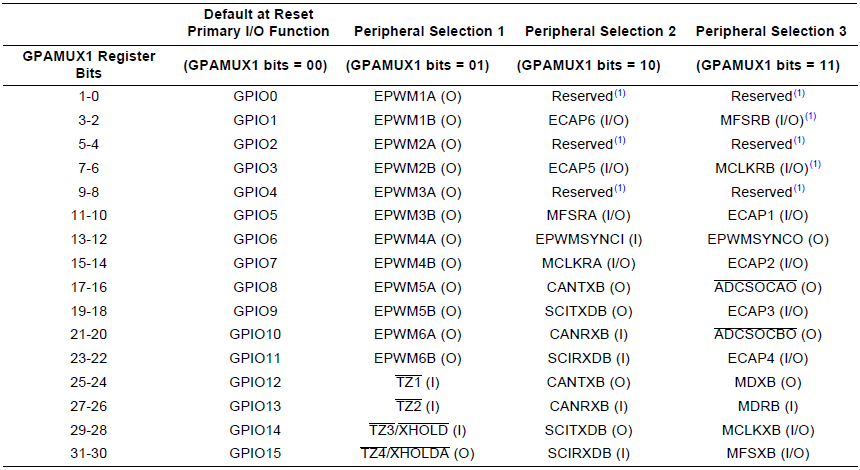 Default at Reset
Primary I/O Function Peripheral Selection 1 Peripheral Selection 2 Peripheral Selection 3
GPAMUX1 Register
Bits (GPAMUX1 bits = 00) (GPAMUX1 bits = 01) (GPAMUX1 bits = 10) (GPAMUX1 bits = 11)
1-0 GPIO0 EPWM1A (O) Reserved(1) Reserved(1)
3-2 GPIO1 EPWM1B (O) ECAP6 (I/O) MFSRB (I/O)(1)
5-4 GPIO2 EPWM2A (O) Reserved(1) Reserved(1)
7-6 GPIO3 EPWM2B (O) ECAP5 (I/O) MCLKRB (I/O)(1)
9-8 GPIO4 EPWM3A (O) Reserved(1) Reserved(1)
11-10 GPIO5 EPWM3B (O) MFSRA (I/O) ECAP1 (I/O)
13-12 GPIO6 EPWM4A (O) EPWMSYNCI (I) EPWMSYNCO (O)
15-14 GPIO7 EPWM4B (O) MCLKRA (I/O) ECAP2 (I/O)
17-16 GPIO8 EPWM5A (O) CANTXB (O) ADCSOCAO (O)
19-18 GPIO9 EPWM5B (O) SCITXDB (O) ECAP3 (I/O)
21-20 GPIO10 EPWM6A (O) CANRXB (I) ADCSOCBO (O)
23-22 GPIO11 EPWM6B (O) SCIRXDB (I) ECAP4 (I/O)
25-24 GPIO12 TZ1 (I) CANTXB (O) MDXB (O)
27-26 GPIO13 TZ2 (I) CANRXB (I) MDRB (I)
29-28 GPIO14 TZ3/XHOLD (I) SCITXDB (O) MCLKXB (I/O)
31-30 GPIO15 TZ4/XHOLDA (O) SCIRXDB (I) MFSXB (I/O)